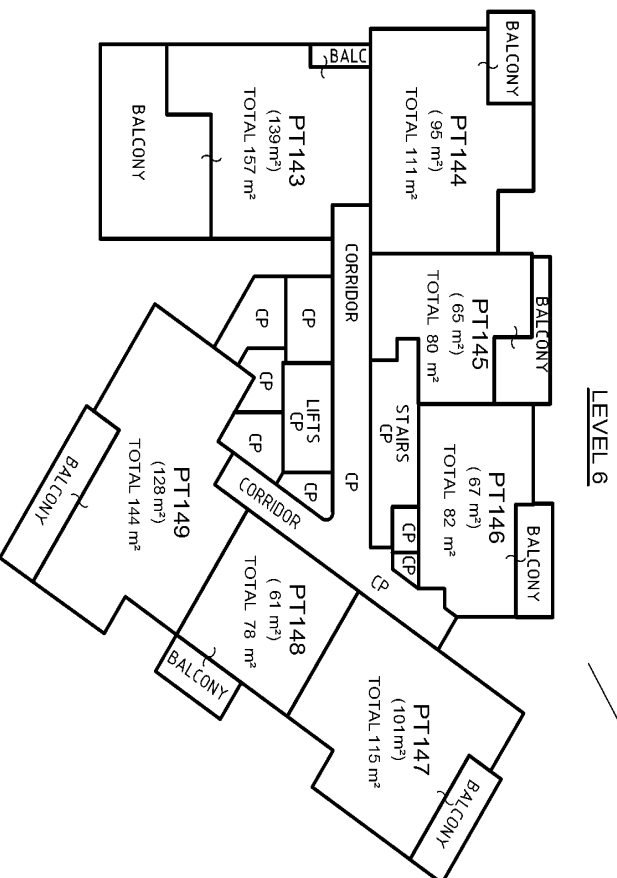 LEVEL 6
BALCONY
PT144
( 95 m²)
TOTAL 111 m²
BALC
PT143
(139m²)
TOTAL 157 m²
BALCONY
BALCONY
PT145
( 65 m²)
TOTAL 80 m²
CORRIDOR
CP
CP
CP
LIFTS
CP
CP
CP
STAIRS
CP
CP
PT146
( 67 m²)
TOTAL 82 m²
BALCONY
CP
CP
CP
CORRIDOR
PT149
(128 m²)
TOTAL 144 m²
BALCONY
PT148
( 61 m²)
TOTAL 78 m²
BALCONY
PT147
(101m²)
TOTAL 115 m²
BALCONY